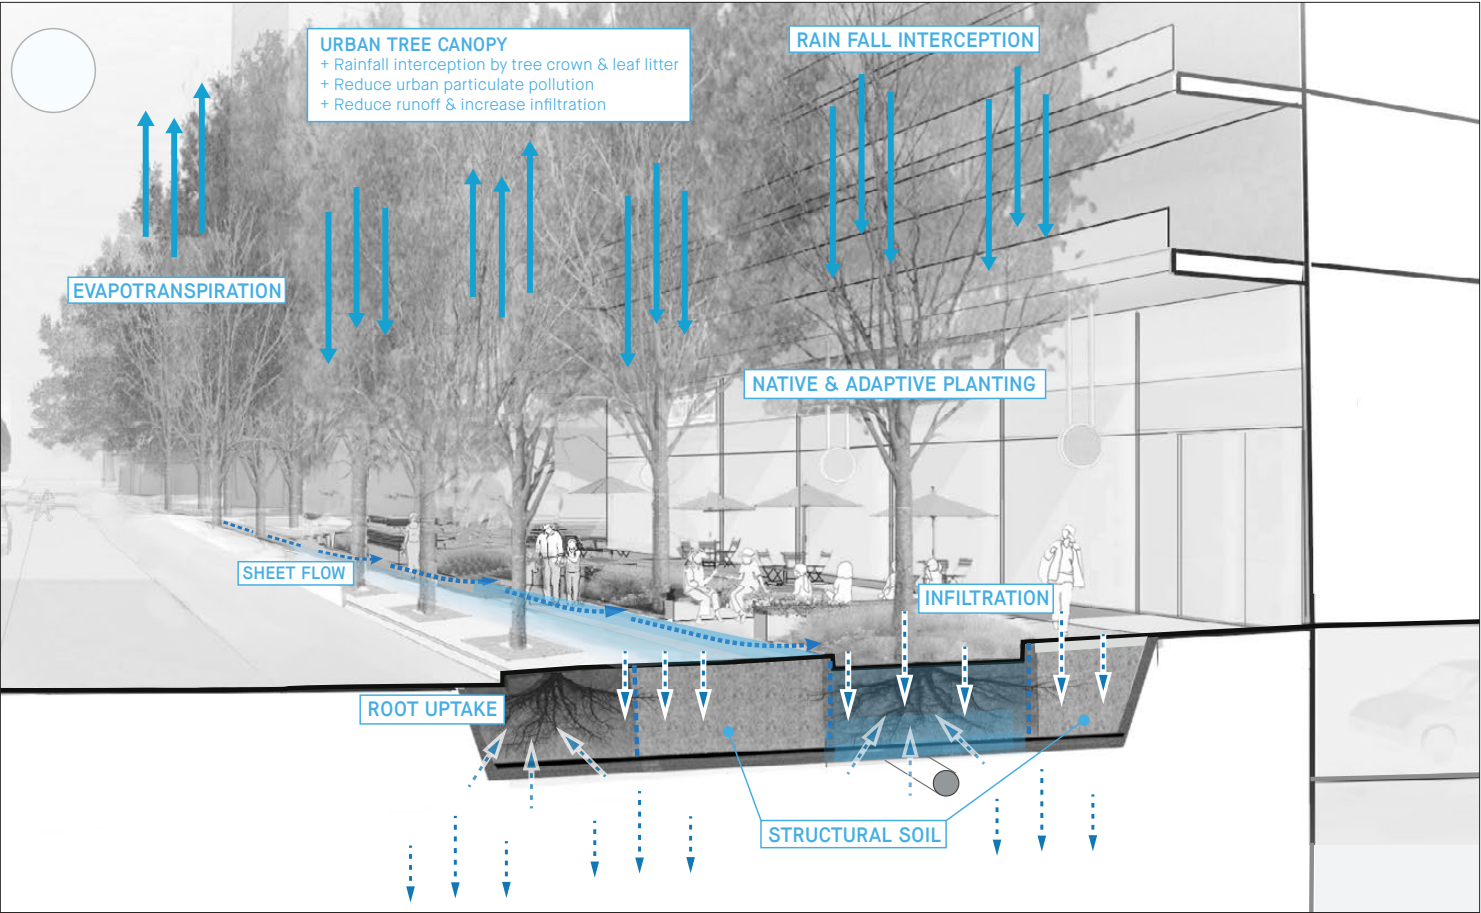 URBAN TREE CANOPY
+ Rainfall interception by tree crown & leaf litter
+ Reduce urban particulate pollution
+ Reduce runoff & increase infiltration
RAIN FALL INTERCEPTION
EVAPOTRANSPIRATION
NATIVE & ADAPTIVE PLANTING
SHEET FLOW
INFILTRATION
ROOT UPTAKE
STRUCTURAL SOIL